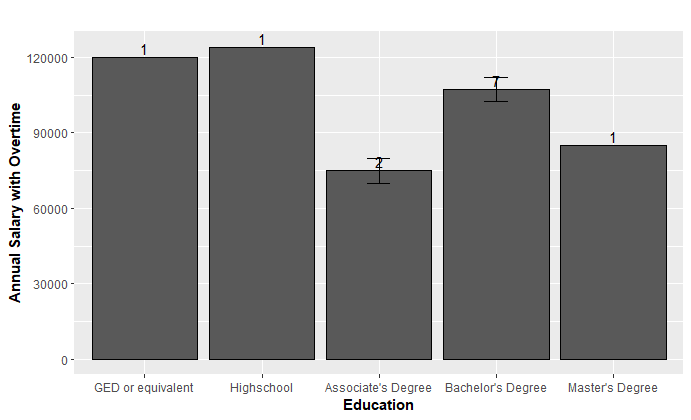 Annual Salary with Overtime
120000
90000
60000
30000
0
1
1
2
7
1
GED or equivalent
Highschool
Associate's Degree
Bachelor's Degree
Master's Degree
Education